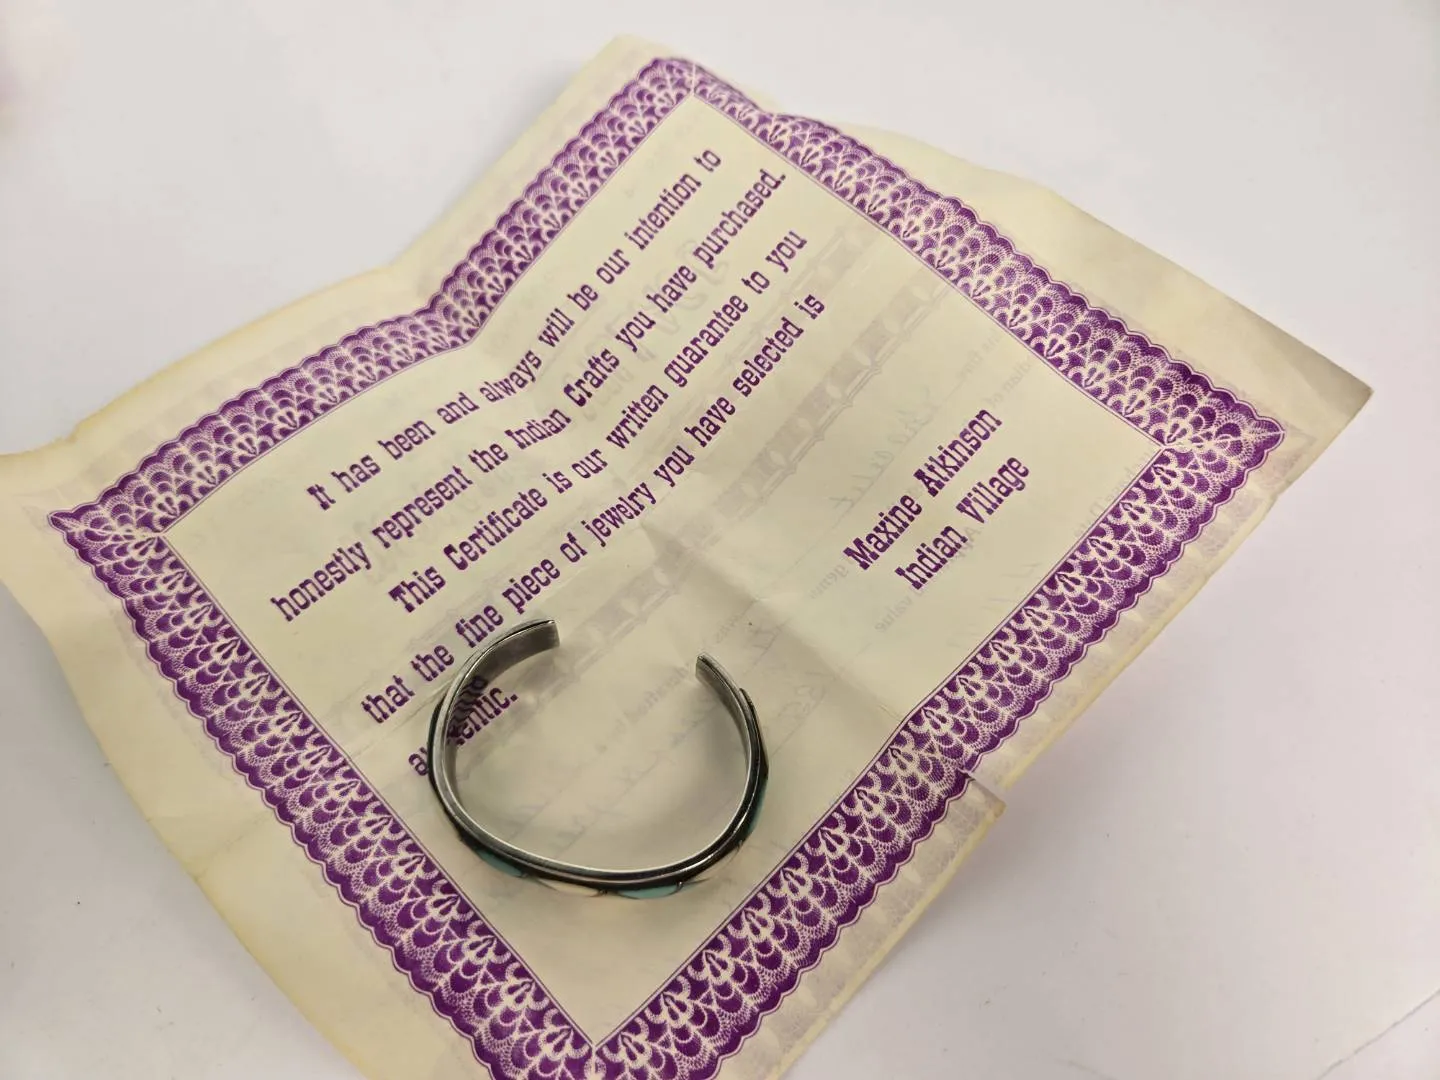 It has been and always will be our intention to
honestly represent the Indian Crafts you have purchased.
This Certificate is our written guarantee to you
that the fine piece of jewelry you have selected is
Maxine Atkinson
Indian Village